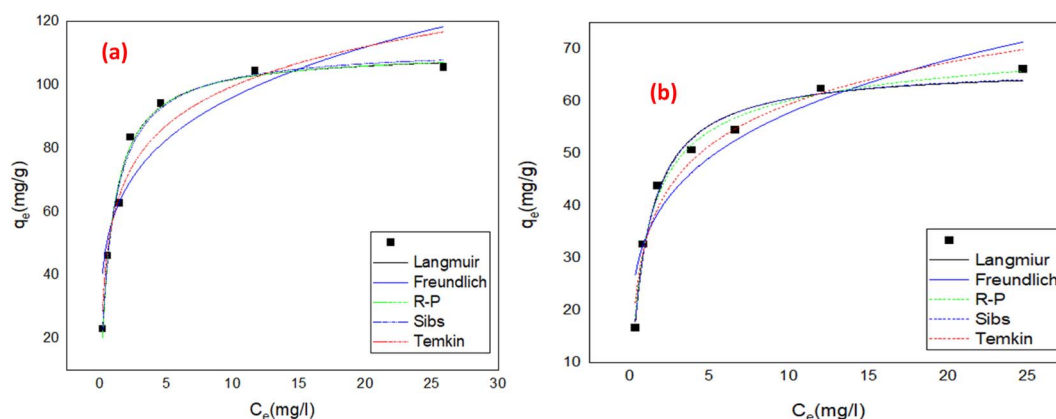 (a)
qe(mg/g)
120
100
80
60
40
20
0
5
10
15
20
25
30
Ce(mg/l)
Langmuir
Freundlich
R-P
Sibs
Temkin
(b)
qe(mg/g)
70
60
50
40
30
20
10
0
5
10
15
20
25
Ce(mg/l)
Langmiur
Freundlich
R-P
Sibs
Temkin